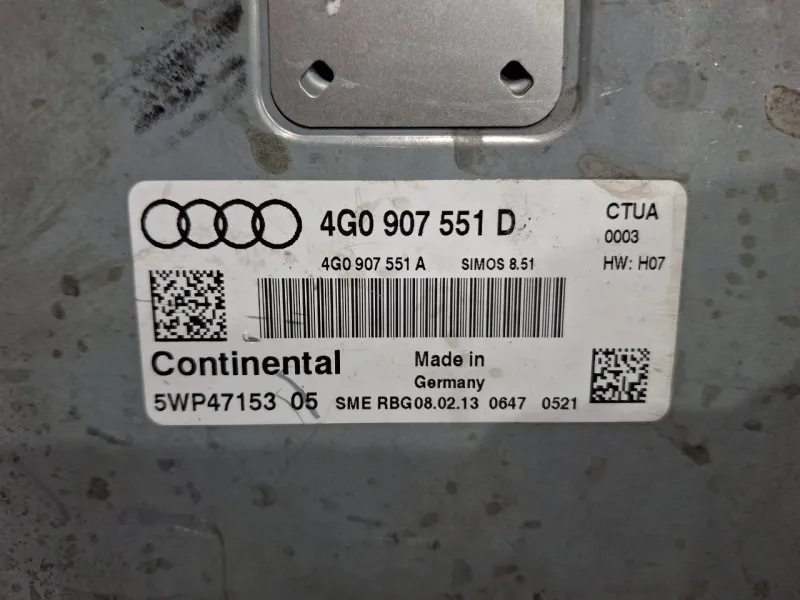 4G0 907 551 D
CTUA
0003
4G0 907 551 A SIMOS 8.51 HW: H07
Continental
Made in
Germany
5WP47153 05 SME RBG08.02.13 0647 0521